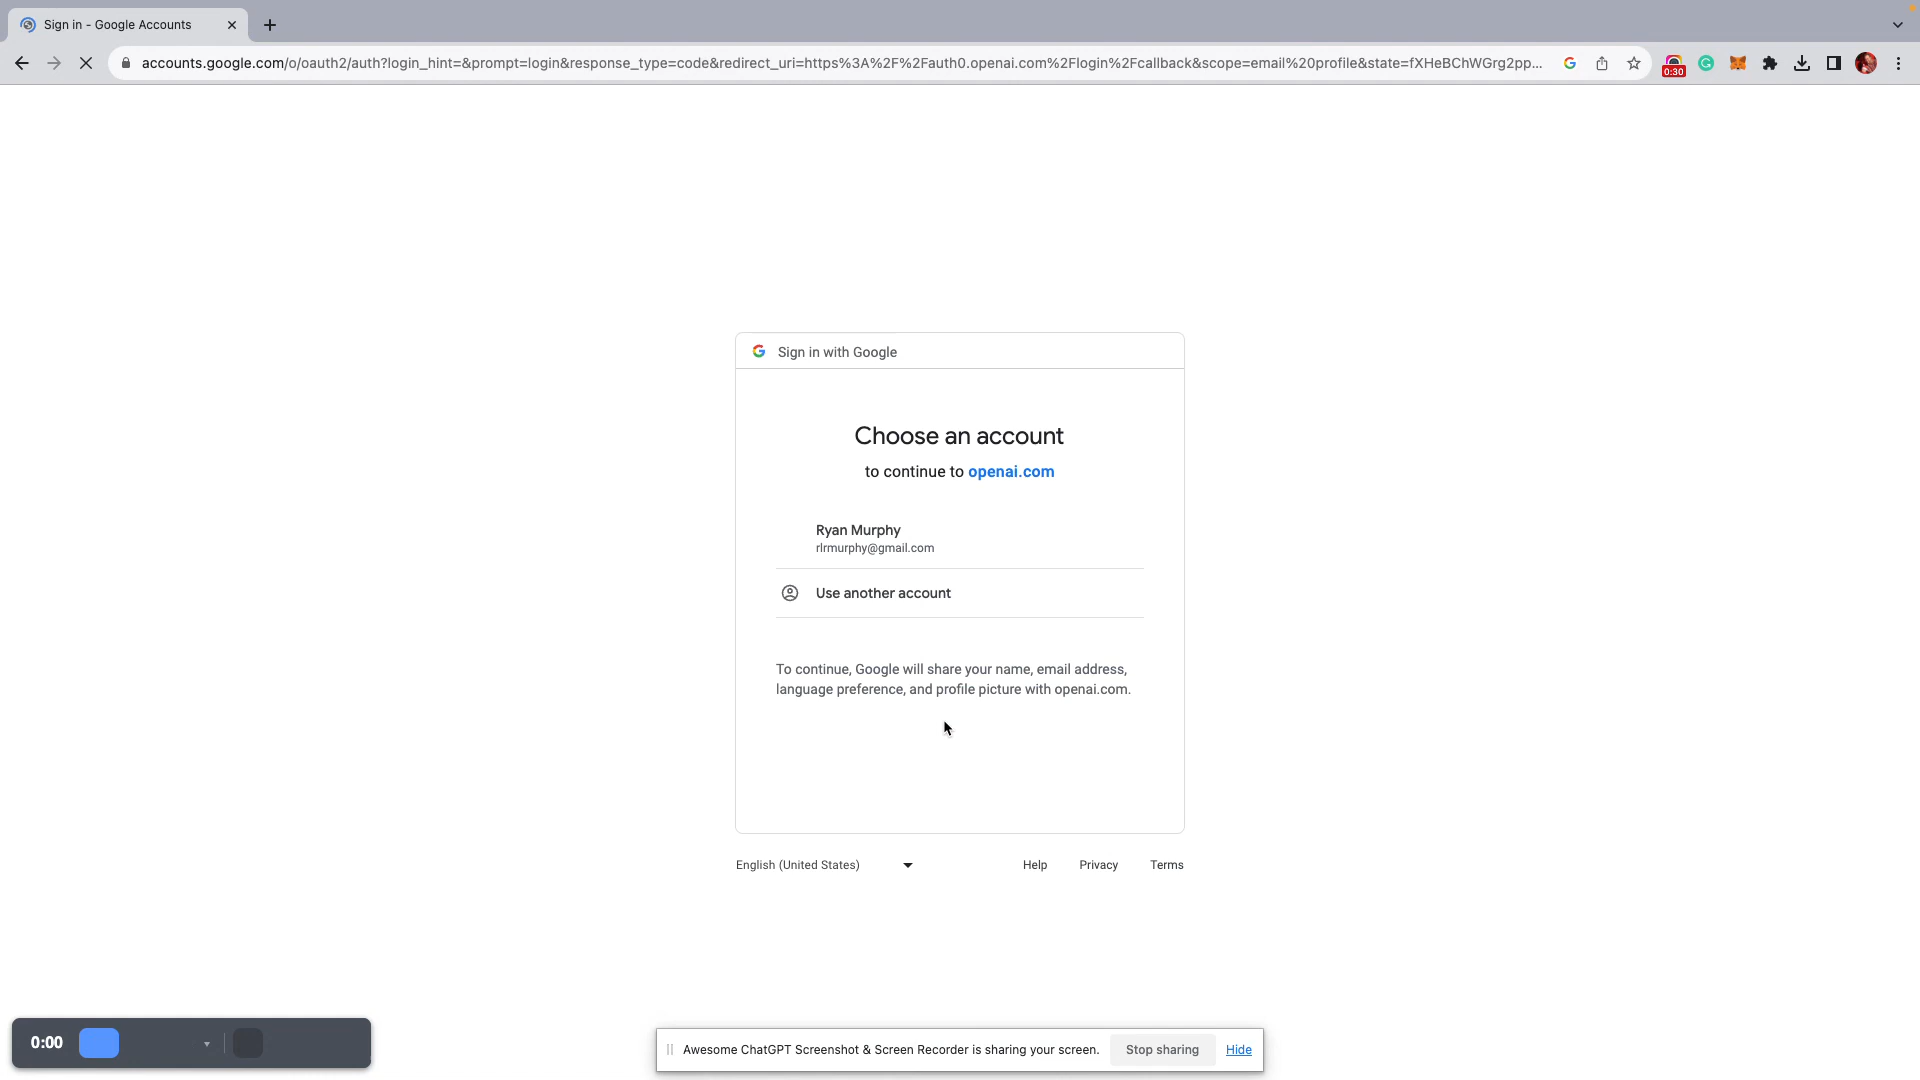 Sign in - Google Accounts
accounts.google.com/o/oauth2/auth?login_hint=&prompt=login&response_type=code&redirect_uri=https%3A%2F%2Fauth0.openai.com%2Flogin%2Fcallback&scope=email%20profile&state=fXHeBChWGrg2pp...
0:30
Sign in with Google
Choose an account
to continue to openai.com
Ryan Murphy
rlrmurphy@gmail.com
Use another account
To continue, Google will share your name, email address,
language preference, and profile picture with openai.com.
English (United States)
Help Privacy Terms
0:00
Awesome ChatGPT Screenshot & Screen Recorder is sharing your screen. Stop sharing Hide